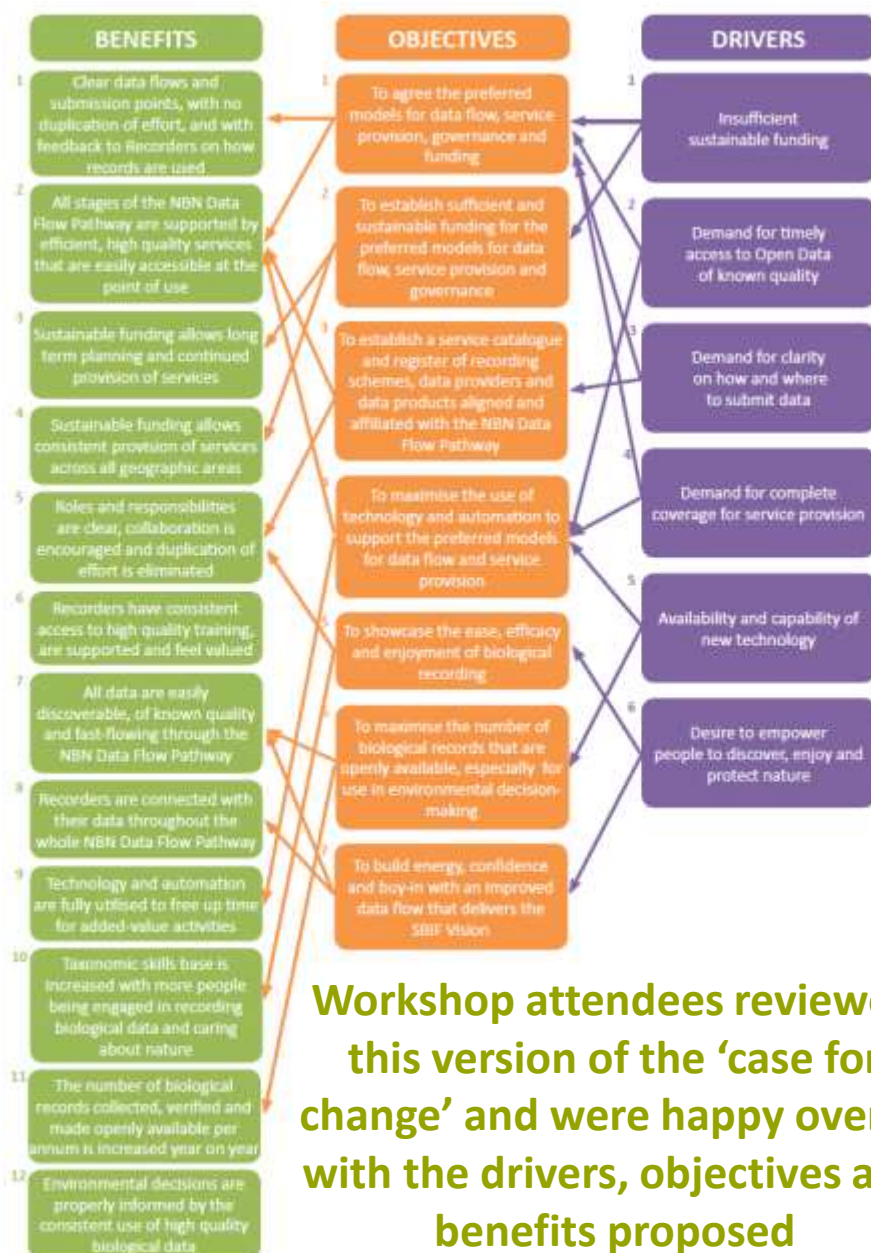 BENEFITS
1
Clear data flows and
submission points, with no
duplication of effort, and with
feedback to Recorders on how
records are used
2
All stages of the NBN Data
Flow Pathway are supported by
efficient, high quality services
that are easily accessible at the
point of use
3
Sustainable funding allows long
term planning and continued
provision of services
4
Sustainable funding allows
consistent provision of services
across all geographic areas
5
Roles and responsibilities
are clear, collaboration is
encouraged and duplication of
effort is eliminated
6
Recorders have consistent
access to high quality training,
are supported and feel valued
7
All data are easily
discoverable, of known quality
and fast-flowing through the
NBN Data Flow Pathway
8
Recorders are connected with
their data throughout the
whole NBN Data Flow Pathway
9
Technology and automation
are fully utilised to free up time
for added-value activities
10
Taxonomic skills base is
increased with more people
being engaged in recording
biological data and caring
about nature
11
The number of biological
records collected, verified and
made openly available per
annum is increased year on year
12
Environmental decisions are
properly informed by the
consistent use of high quality
biological data
OBJECTIVES
1
To agree the preferred
models for data flow, service
provision, governance and
funding
2
To establish sufficient and
sustainable funding for the
preferred models for data
flow, service provision and
governance
3
To establish a service catalogue
and register of recording
schemes, data providers and
data products aligned and
affiliated with the NBN Data
Flow Pathway
To maximise the use of
technology and automation to
support the preferred models
for data flow and service
provision
To showcase the ease, efficacy
and enjoyment of biological
recording
To maximise the number of
biological records that are
openly available, especially for
use in environmental decision-
making
7
To build energy, confidence
and buy-in with an improved
data flow that delivers the
SBIF Vision
DRIVERS
1
Insufficient
sustainable funding
2
Demand for timely
access to Open Data
of known quality
3
Demand for clarity
on how and where
to submit data
4
Demand for complete
coverage for service provision
5
Availability and capability of
new technology
6
Desire to empower
people to discover, enjoy and
protect nature
Workshop attendees reviewe
this version of the ‘case for
change’ and were happy over
with the drivers, objectives a
benefits proposed